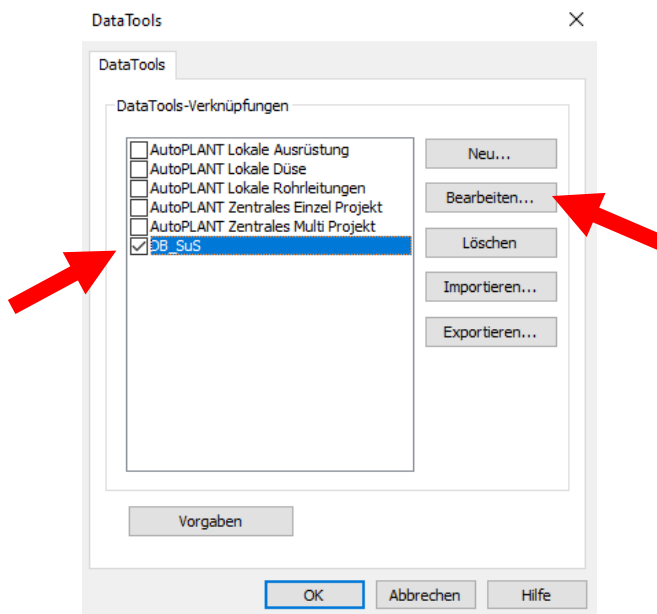 DataTools
DataTools
DataTools-Verknüpfungen
AutoPLANT Lokale Ausrüstung
AutoPLANT Lokale Düse
AutoPLANT Lokale Rohrleitungen
AutoPLANT Zentrales Einzel Projekt
AutoPLANT Zentrales Multi Projekt
DB_SuS
Neu...
Bearbeiten...
Löschen
Importieren...
Exportieren...
Vorgaben
OK Abbrechen Hilfe